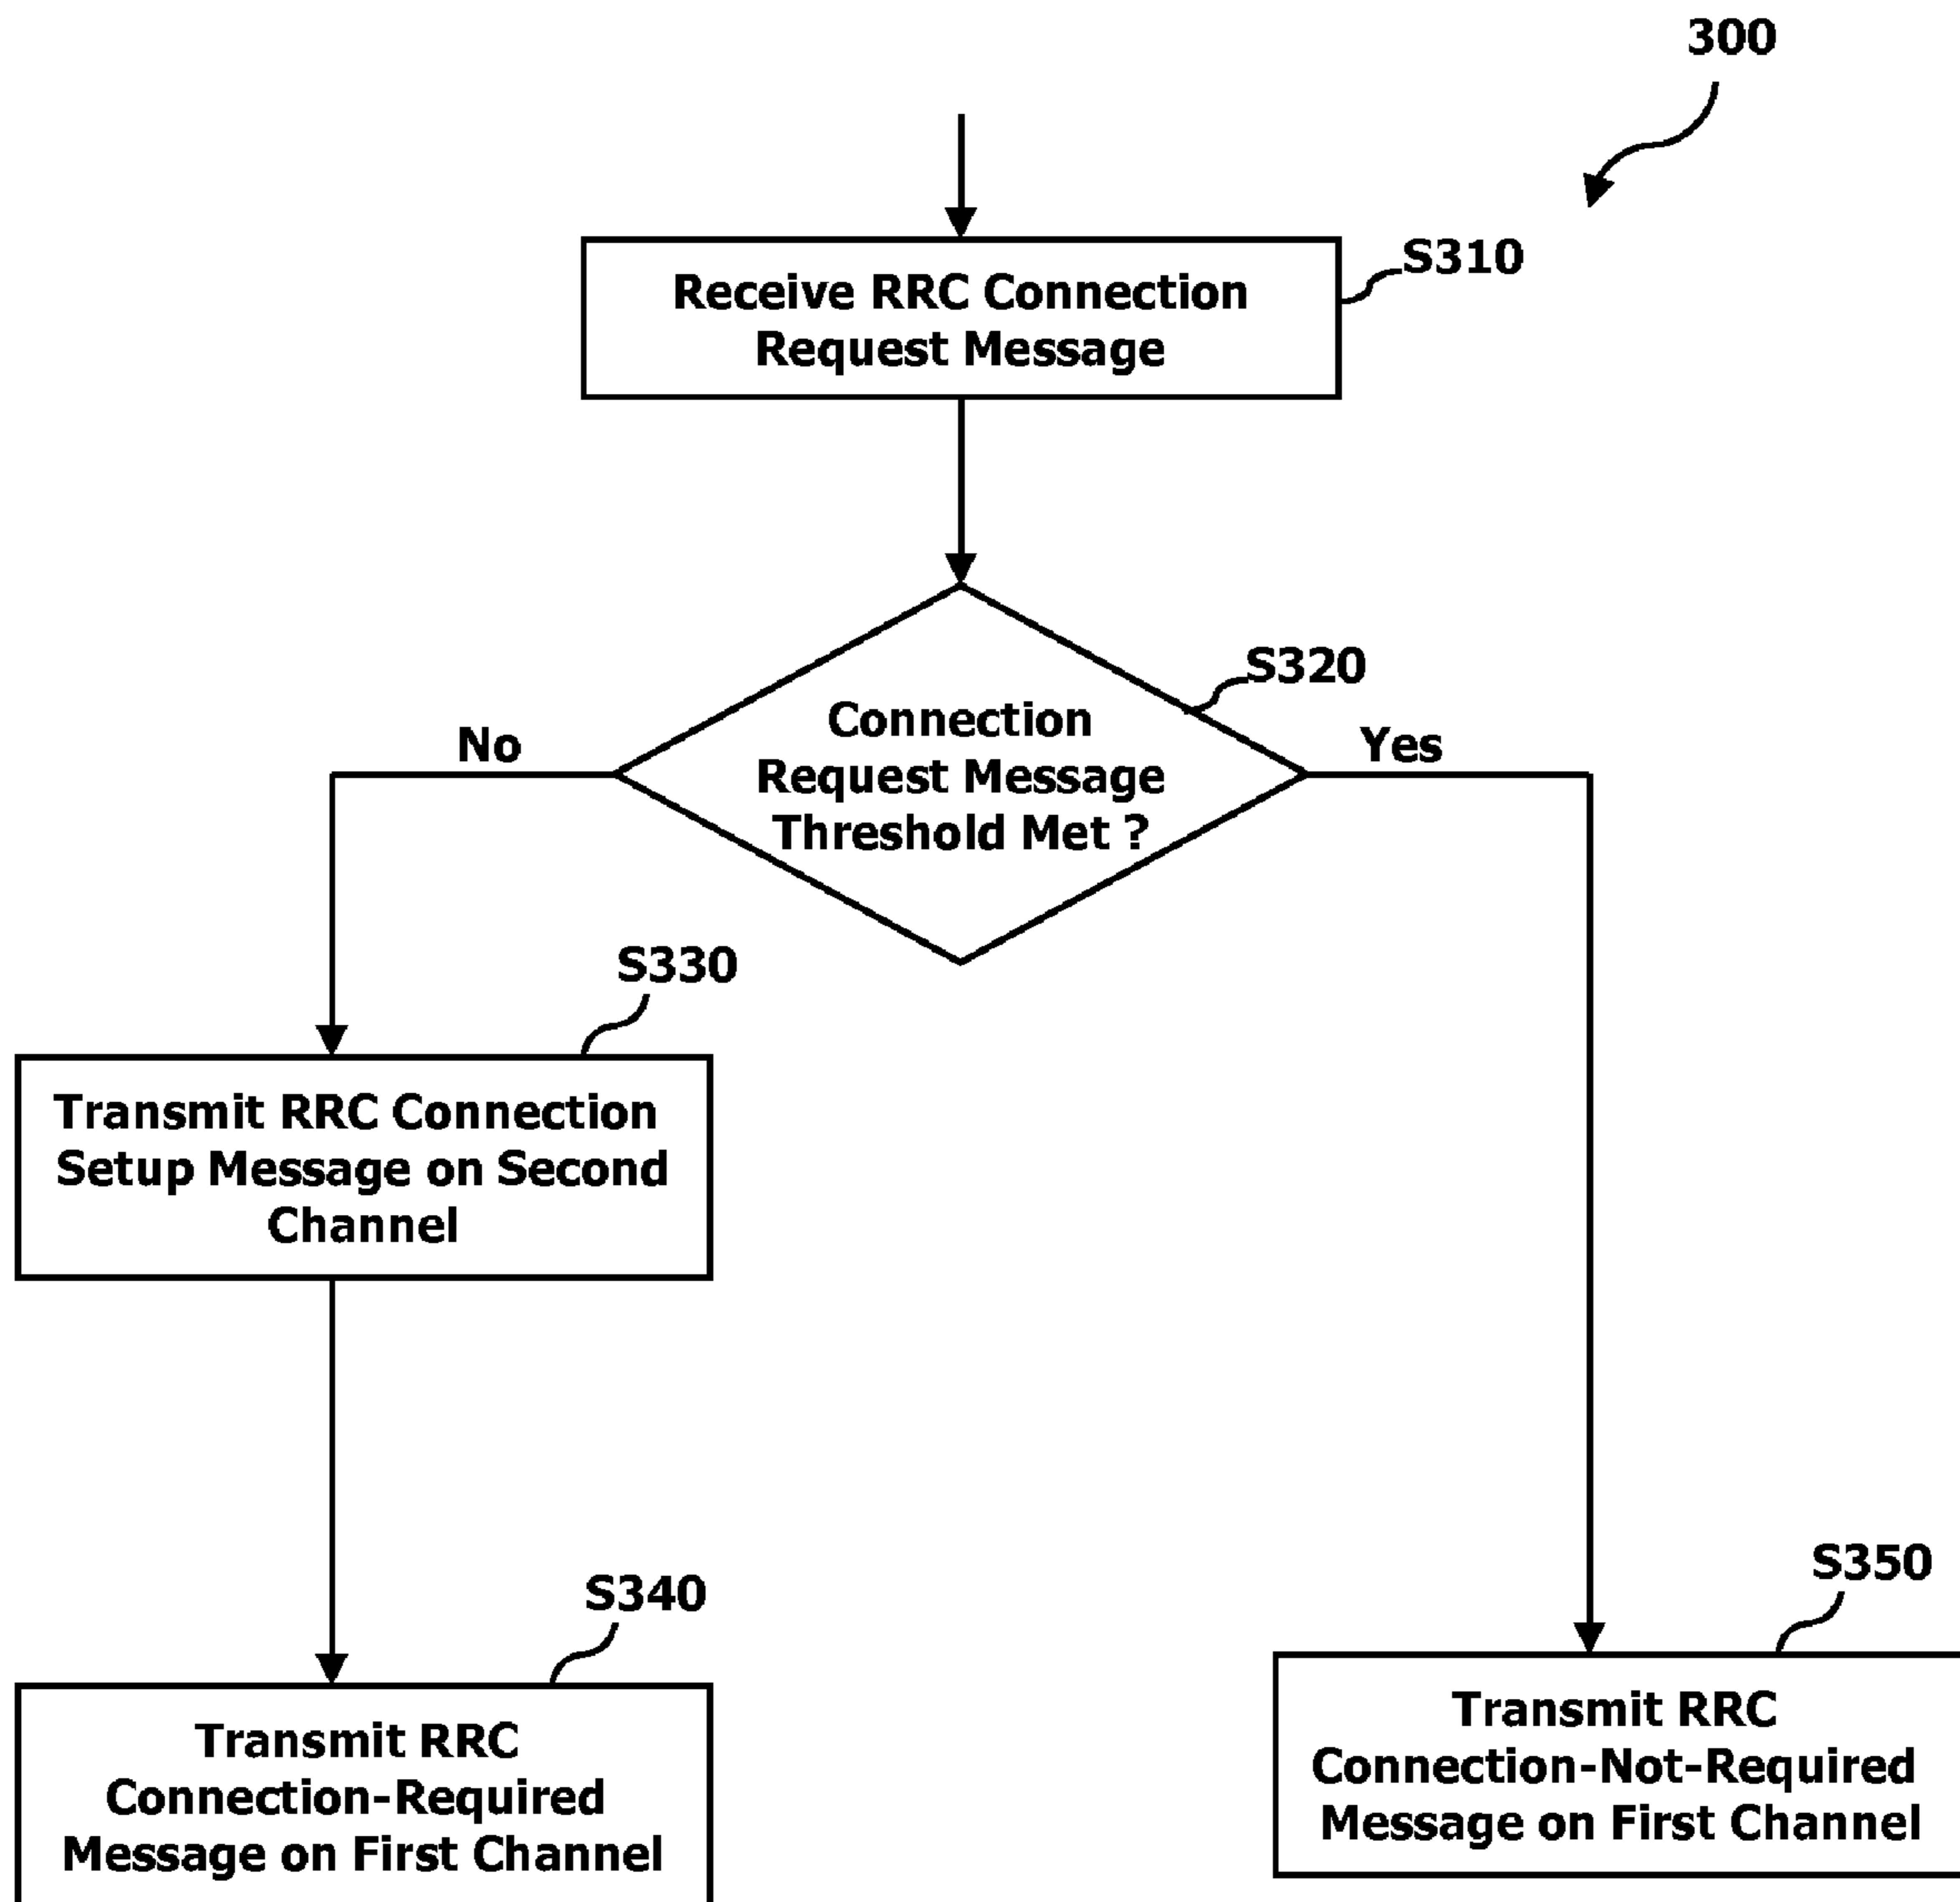 300
S310
Receive RRC Connection
Request Message
S320
Connection
Request Message
Threshold Met ?
No
Yes
S330
Transmit RRC Connection
Setup Message on Second
Channel
S340
Transmit RRC
Connection-Required
Message on First Channel
S350
Transmit RRC
Connection-Not-Required
Message on First Channel